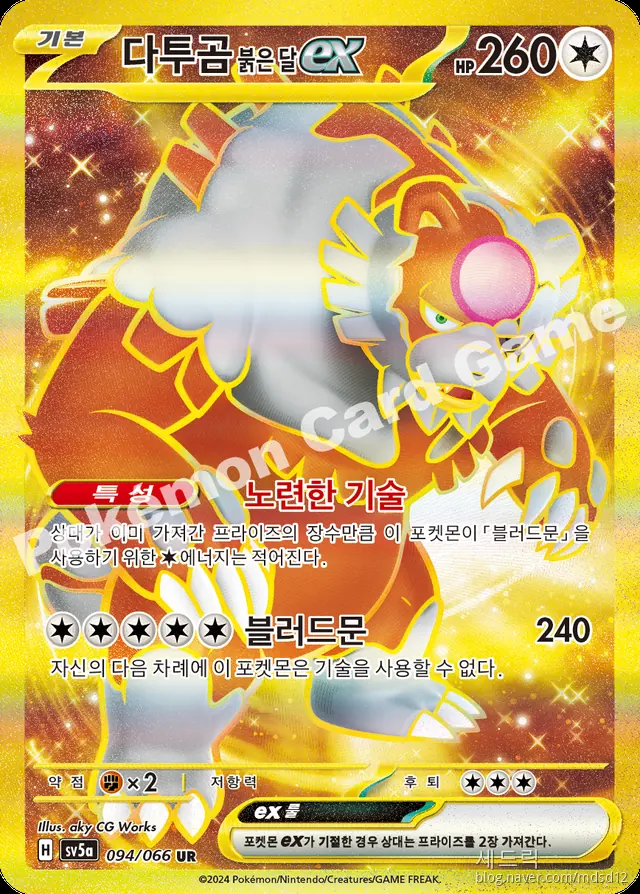 기본
다투곰 붉은 달 ex HP 260
특성 노련한 기술
상대가 이미 가져간 프라이즈의 장수만큼 이 포켓몬이 「블러드문」을
사용하기 위한 에너지는 적어진다.
블러드문 240
자신의 다음 차례에 이 포켓몬은 기술을 사용할 수 없다.
약점 ×2 저항력 후퇴
ex 룰
포켓몬 ex가 기절한 경우 상대는 프라이즈를 2장 가져간다.
Illus. aky CG Works
H sv5a 094/066 UR
©2024 Pokémon/Nintendo/Creatures/GAME FREAK.
Pokémon Card Game
세드릭
blog.naver.com/mdsd12